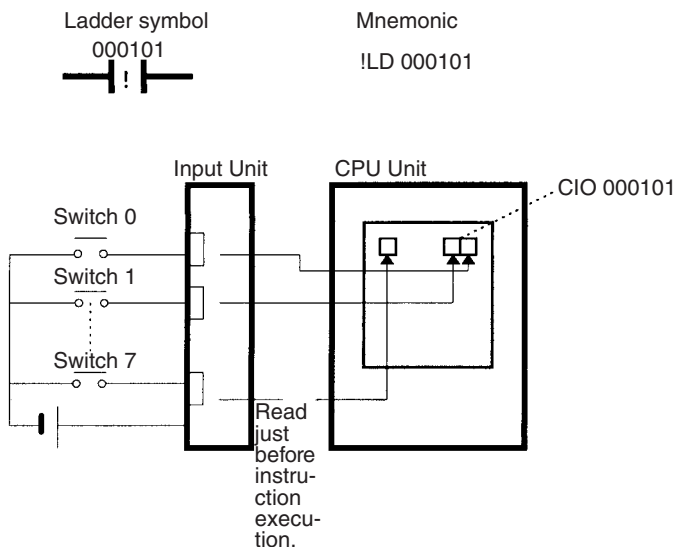 Ladder symbol
Mnemonic
000101
!
!LD 000101
Input Unit
CPU Unit
CIO 000101
Switch 0
Switch 1
Switch 7
Read
just
before
instru-
ction
execu-
tion.